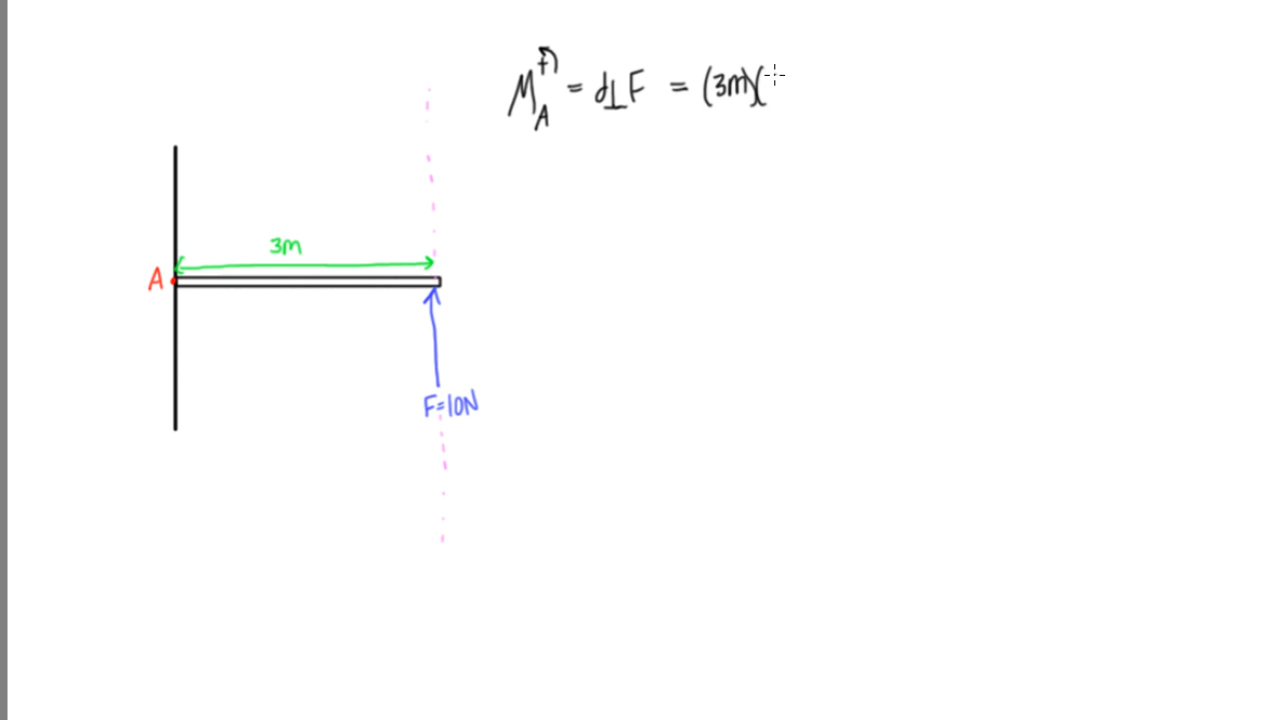 M_A^{+↶} = d⊥F = (3m)(
3m
A
F=10N